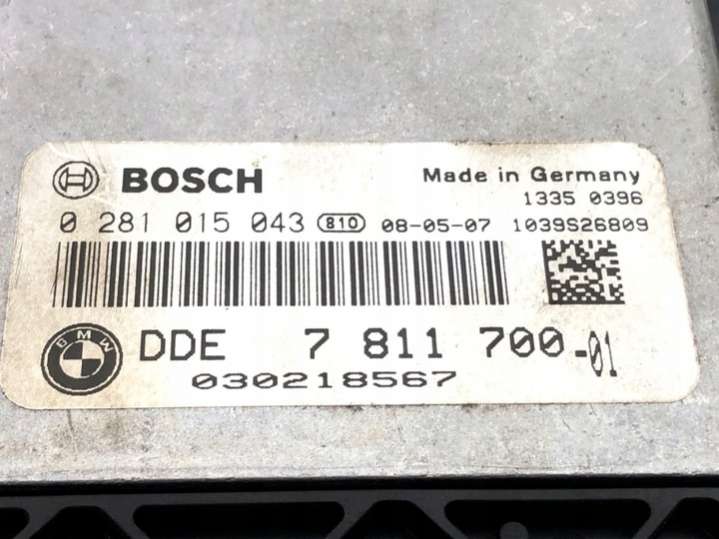 BOSCH
Made in Germany
1335 0396
0 281 015 043 810 08-05-07 1039S26809
BMW
DDE 7 811 700-01
030218567